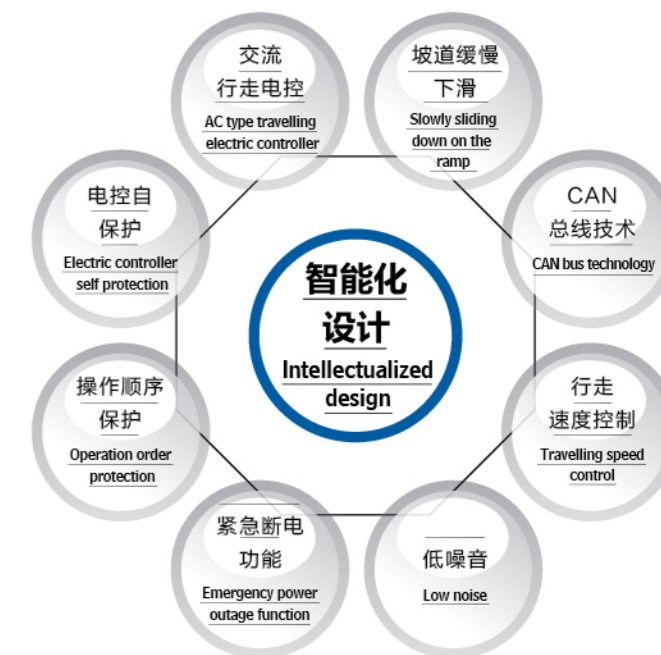 交流
行走电控
AC type travelling
electric controller
坡道缓慢
下滑
Slowly sliding
down on the
ramp
电控自
保护
Electric controller
self protection
CAN
总线技术
CAN bus technology
智能化
设计
Intellectualized
design
操作顺序
保护
Operation order
protection
行走
速度控制
Travelling speed
control
紧急断电
功能
Emergency power
outage function
低噪音
Low noise